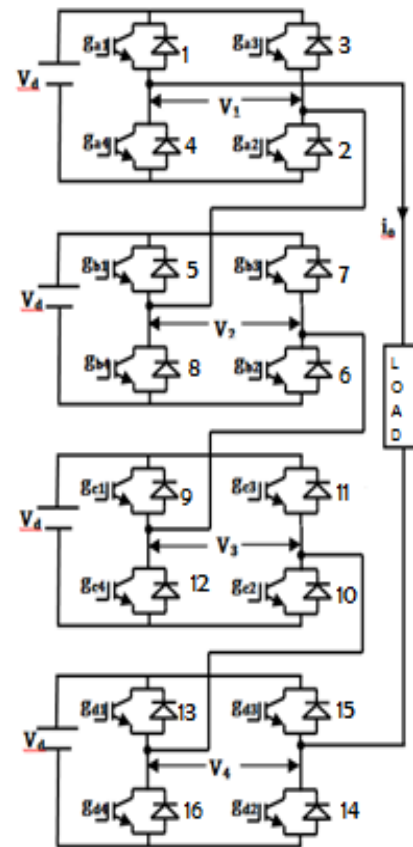 ga1 1 ga3 3
Vd
V1
ga4 4 ga2 2
io
gb1 5 gb3 7
Vd
V2
gb4 8 gb2 6
LOAD
gc1 9 gc3 11
Vd
V3
gc4 12 gc2 10
gd1 13 gd3 15
Vd
V4
gd4 16 gd2 14